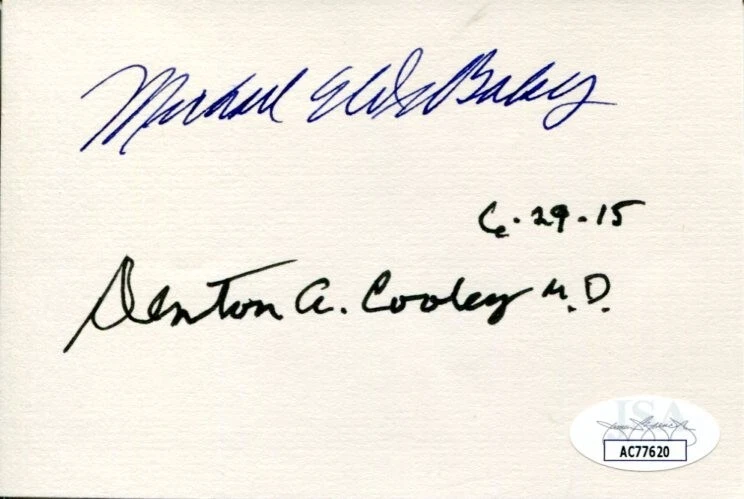 Michael E. DeBakey
6-29-15
Denton A. Cooley M.D.
JSA
AC77620